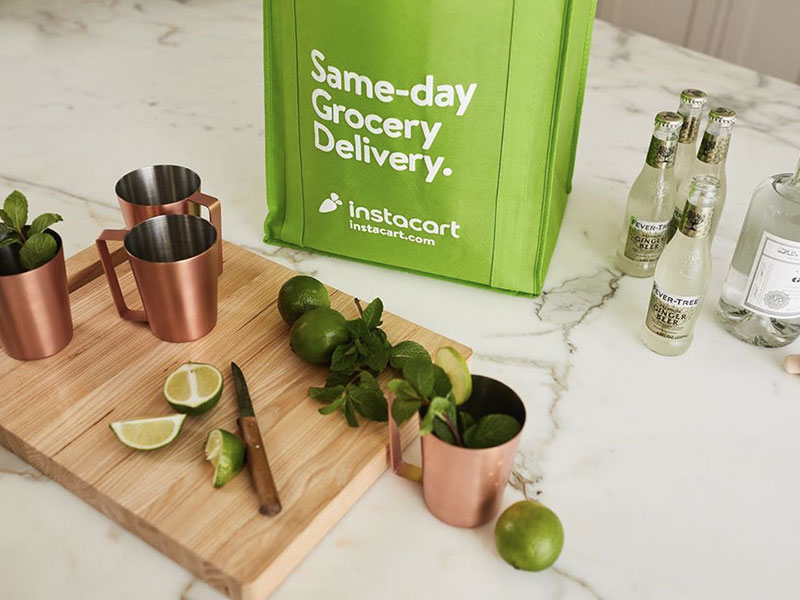 Same-day
Grocery
Delivery.
instacart
instacart.com
FEVER-TREE
GINGER
BEER
FEVER-TREE
GINGER
BEER